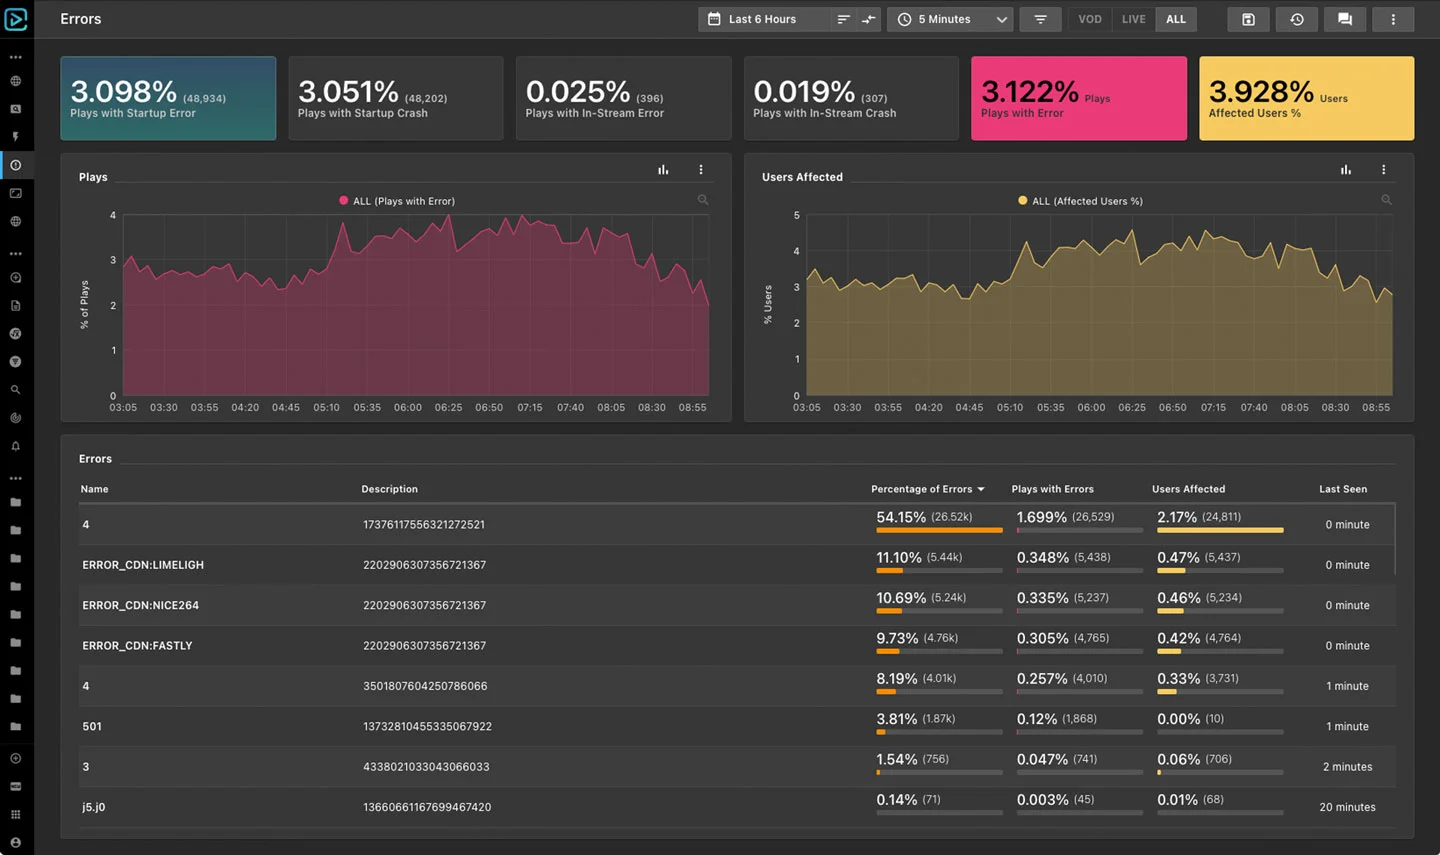 Errors
Last 6 Hours
5 Minutes
VOD LIVE ALL
3.098% (48,934)
Plays with Startup Error
3.051% (48,202)
Plays with Startup Crash
0.025% (396)
Plays with In-Stream Error
0.019% (307)
Plays with In-Stream Crash
3.122% Plays
Plays with Error
3.928% Users
Affected Users %
Plays
ALL (Plays with Error)
% of Plays
4
3
2
1
0
03:05 03:30 03:55 04:20 04:45 05:10 05:35 06:00 06:25 06:50 07:15 07:40 08:05 08:30 08:55
Users Affected
ALL (Affected Users %)
% Users
5
4
3
2
1
0
03:05 03:30 03:55 04:20 04:45 05:10 05:35 06:00 06:25 06:50 07:15 07:40 08:05 08:30 08:55
Errors
Name Description Percentage of Errors Plays with Errors Users Affected Last Seen
4 17376117556321272521 54.15% (26.52k) 1.699% (26,529) 2.17% (24,811) 0 minute
ERROR_CDN:LIMELIGH 2202906307356721367 11.10% (5.44k) 0.348% (5,438) 0.47% (5,437) 0 minute
ERROR_CDN:NICE264 2202906307356721367 10.69% (5.24k) 0.335% (5,237) 0.46% (5,234) 0 minute
ERROR_CDN:FASTLY 2202906307356721367 9.73% (4.76k) 0.305% (4,765) 0.42% (4,764) 0 minute
4 3501807604250786066 8.19% (4.01k) 0.257% (4,010) 0.33% (3,731) 1 minute
501 13732810455335067922 3.81% (1.87k) 0.12% (1,868) 0.00% (10) 1 minute
3 4338021033043066033 1.54% (756) 0.047% (741) 0.06% (706) 2 minutes
j5.j0 13660661167699467420 0.14% (71) 0.003% (45) 0.01% (68) 20 minutes